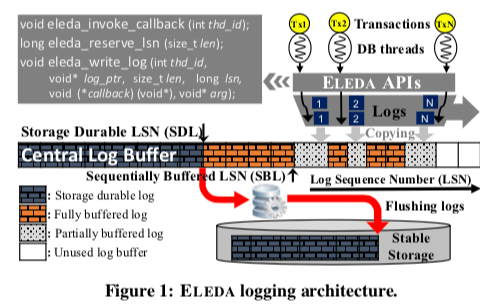 void eleda_invoke_callback (int thd_id);
long eleda_reserve_lsn (size_t len);
void eleda_write_log (int thd_id,
void* log_ptr, size_t len, long lsn,
void (*callback) (void*), void* arg);
Tx1 Tx2 Transactions TxN
DB threads
ELEDA APIs
1 2 Logs N
1 2 N
Copying
Storage Durable LSN (SDL)
Central Log Buffer
Sequentially Buffered LSN (SBL)
Log Sequence Number (LSN)
: Storage durable log
: Fully buffered log
: Partially buffered log
: Unused log buffer
Flushing logs
Stable
Storage
Figure 1: ELEDA logging architecture.